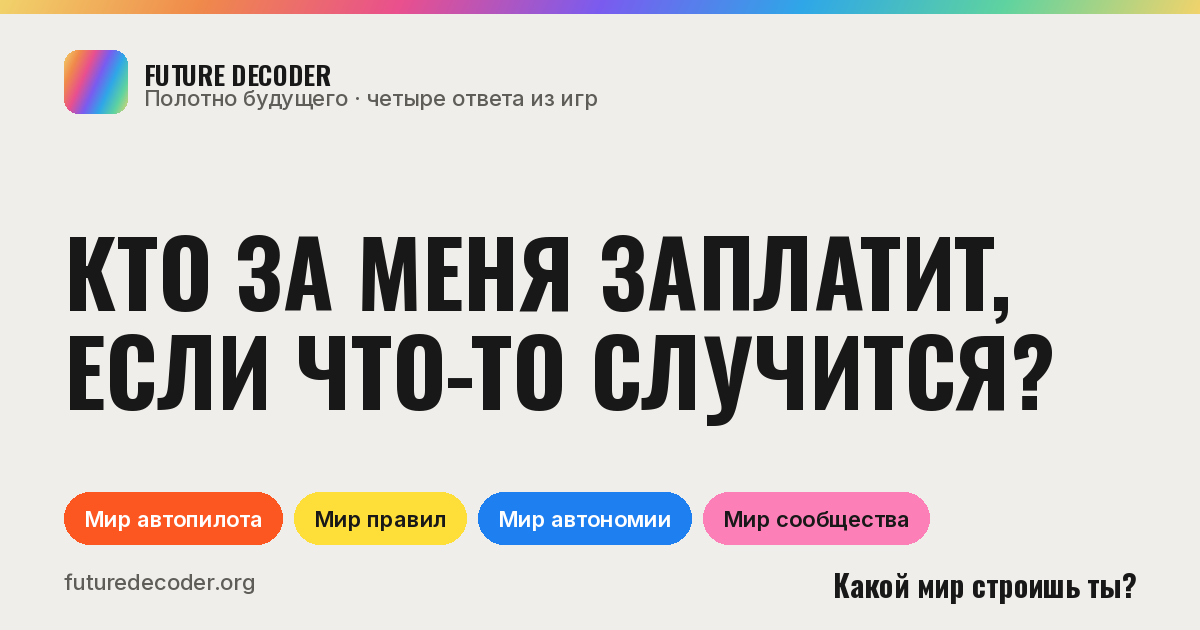 FUTURE DECODER
Полотно будущего · четыре ответа из игр
КТО ЗА МЕНЯ ЗАПЛАТИТ,
ЕСЛИ ЧТО-ТО СЛУЧИТСЯ?
Мир автопилота Мир правил Мир автономии Мир сообщества
futuredecoder.org
Какой мир строишь ты?